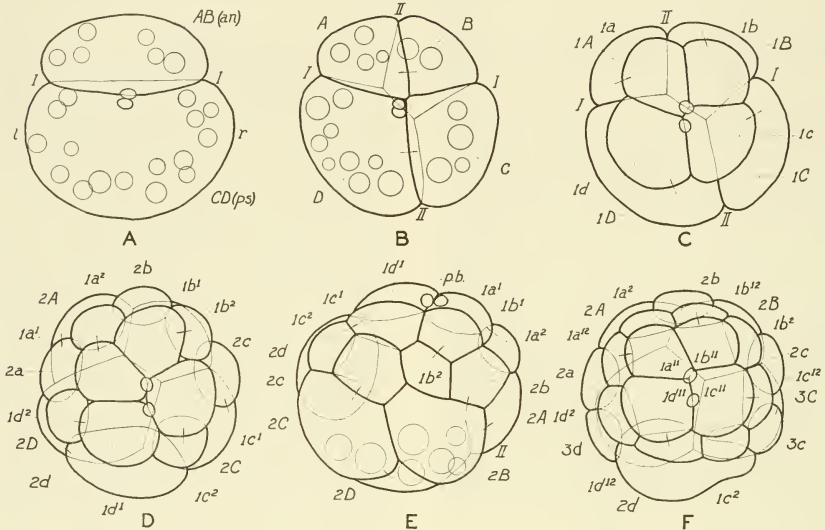 AB (an)
I I
l r
CD (ps)
A
A II B
I I
D C
II
B
1a II 1b
1A 1B
I I
1c
1d 1C
1D II
C
2b
1a² 1b¹
2A 1b²
1a¹ 2c
2a
1d²
2D 1c¹
2C
2d 1c²
1d¹
D
1d¹ p.b.
1c¹ 1a¹
1c² 1b¹
2d 1a²
2c 1b² 2b
2C 2A
II
2D 2B
E
2b 1b¹²
1a² 2B
2A 1b²
1a¹² 2c
1a¹¹ 1b¹¹
2a 1c¹²
1d¹¹ 1c¹¹ 3C
1d² 3c
3d
1d¹²
2d 1c²
F